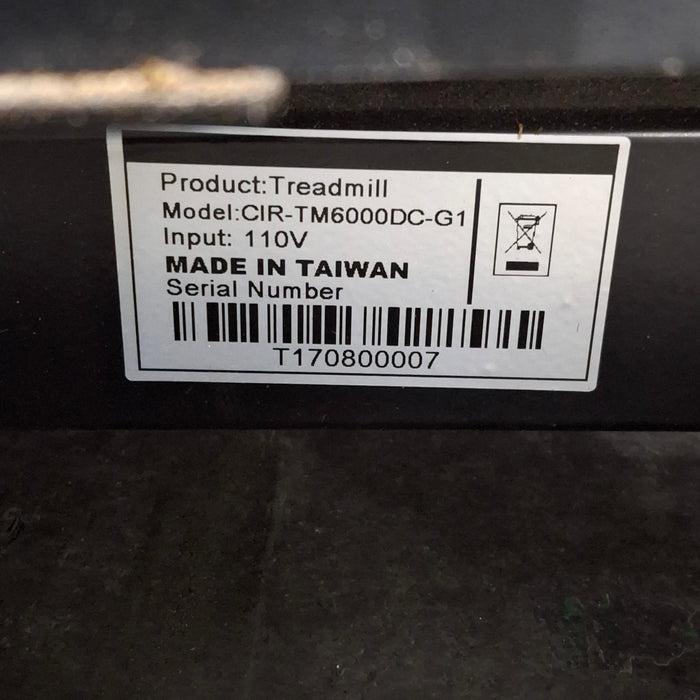 Product:Treadmill
Model:CIR-TM6000DC-G1
Input: 110V
MADE IN TAIWAN
Serial Number
T170800007